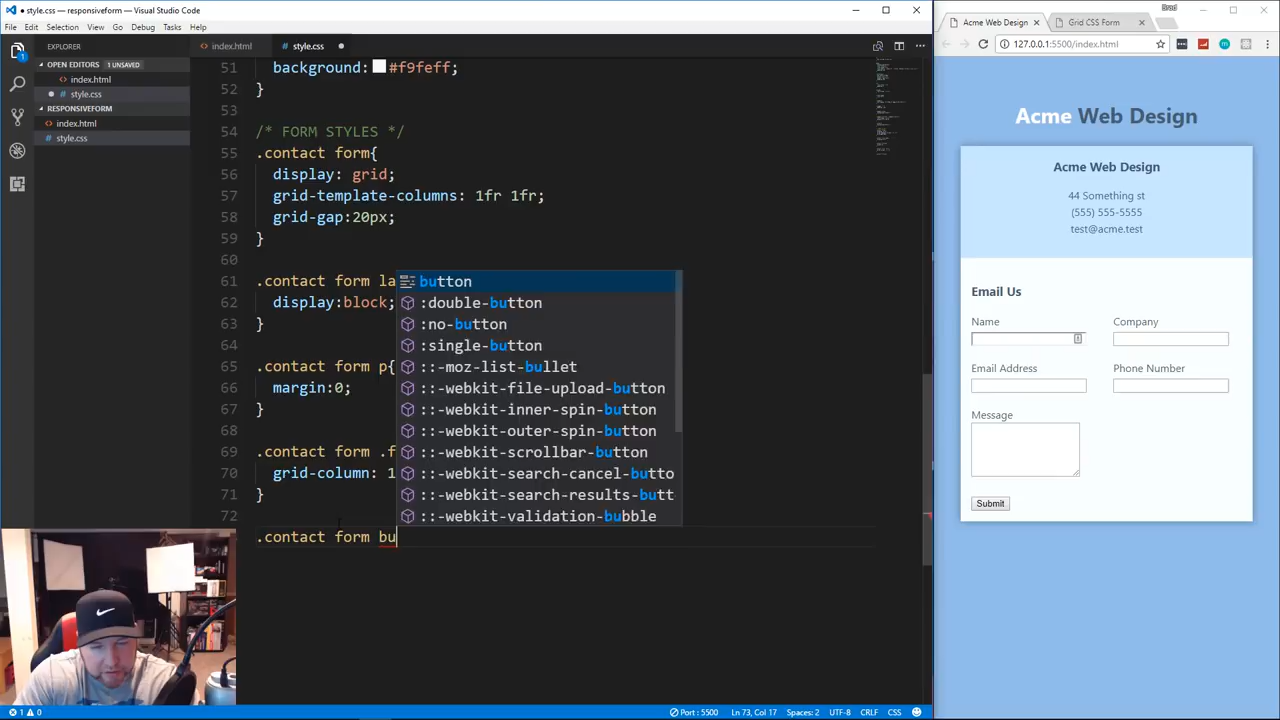 style.css - responsiveform - Visual Studio Code
File Edit Selection View Go Debug Tasks Help
EXPLORER
OPEN EDITORS 1 UNSAVED
index.html
style.css
RESPONSIVEFORM
index.html
style.css
1
index.html style.css
51 background: #f9feff;
52 }
53
54 /* FORM STYLES */
55 .contact form{
56 display: grid;
57 grid-template-columns: 1fr 1fr;
58 grid-gap:20px;
59 }
60
61 .contact form la
62 display:block;
63 }
64
65 .contact form p{
66 margin:0;
67 }
68
69 .contact form .f
70 grid-column: 1
71 }
72
.contact form bu
button
:double-button
:no-button
:single-button
::-moz-list-bullet
::-webkit-file-upload-button
::-webkit-inner-spin-button
::-webkit-outer-spin-button
::-webkit-scrollbar-button
::-webkit-search-cancel-butto
::-webkit-search-results-butt
::-webkit-validation-bubble
1 0
Port : 5500 Ln 73, Col 17 Spaces: 2 UTF-8 CRLF CSS
Brad
Acme Web Design Grid CSS Form
127.0.0.1:5500/index.html
Acme Web Design
Acme Web Design
44 Something st
(555) 555-5555
test@acme.test
Email Us
Name Company
Email Address Phone Number
Message
Submit